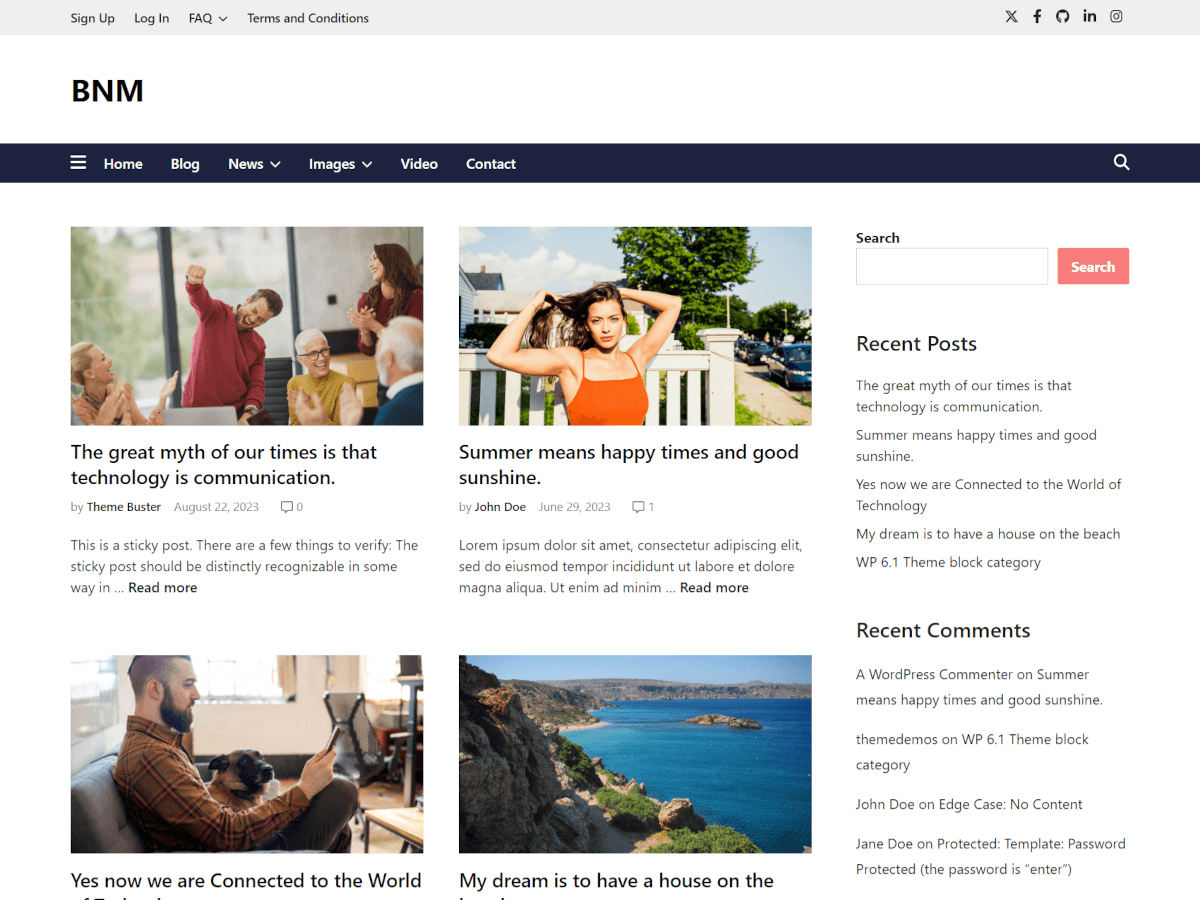 Sign Up Log In FAQ Terms and Conditions
BNM
Home Blog News Images Video Contact
The great myth of our times is that
technology is communication.
by Theme Buster August 22, 2023 0
This is a sticky post. There are a few things to verify: The
sticky post should be distinctly recognizable in some
way in … Read more
Summer means happy times and good
sunshine.
by John Doe June 29, 2023 1
Lorem ipsum dolor sit amet, consectetur adipiscing elit,
sed do eiusmod tempor incididunt ut labore et dolore
magna aliqua. Ut enim ad minim … Read more
Yes now we are Connected to the World
My dream is to have a house on the
Search
Search
Recent Posts
The great myth of our times is that
technology is communication.
Summer means happy times and good
sunshine.
Yes now we are Connected to the World of
Technology
My dream is to have a house on the beach
WP 6.1 Theme block category
Recent Comments
A WordPress Commenter on Summer
means happy times and good sunshine.
themedemos on WP 6.1 Theme block
category
John Doe on Edge Case: No Content
Jane Doe on Protected: Template: Password
Protected (the password is “enter”)